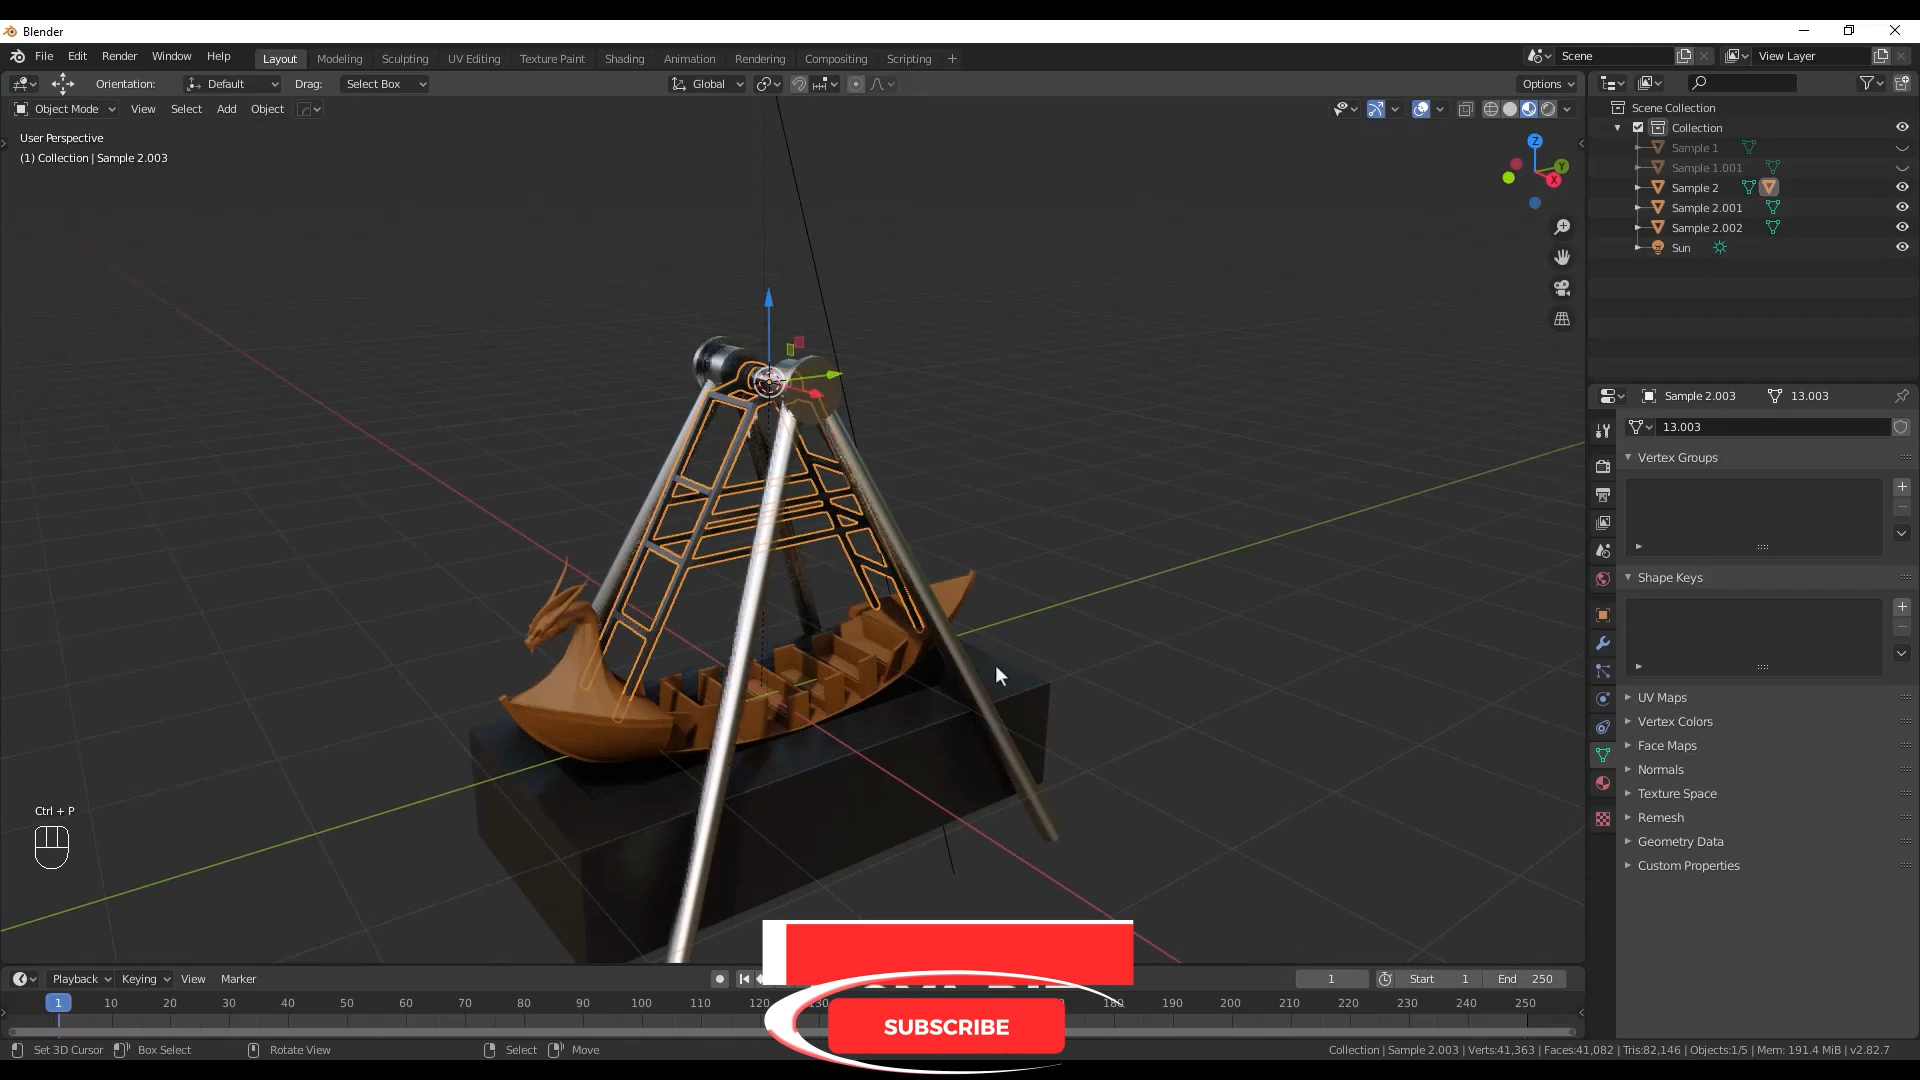 Blender
File Edit Render Window Help Layout Modeling Sculpting UV Editing Texture Paint Shading Animation Rendering Compositing Scripting + Scene View Layer
Orientation: Default Drag: Select Box Global Options
Object Mode View Select Add Object
User Perspective
(1) Collection | Sample 2.003
Z
Y
X
Scene Collection
Collection
Sample 1
Sample 1.001
Sample 2
Sample 2.001
Sample 2.002
Sun
Sample 2.003 13.003
13.003
Vertex Groups
Shape Keys
UV Maps
Vertex Colors
Face Maps
Normals
Texture Space
Remesh
Geometry Data
Custom Properties
Ctrl + P
Playback Keying View Marker 1 Start 1 End 250
1 10 20 30 40 50 60 70 80 90 100 110 120 130 170 180 190 200 210 220 230 240 250
SUBSCRIBE
Set 3D Cursor Box Select Rotate View Select Move Collection | Sample 2.003 | Verts:41,363 | Faces:41,082 | Tris:82,146 | Objects:1/5 | Mem: 191.4 MiB | v2.82.7